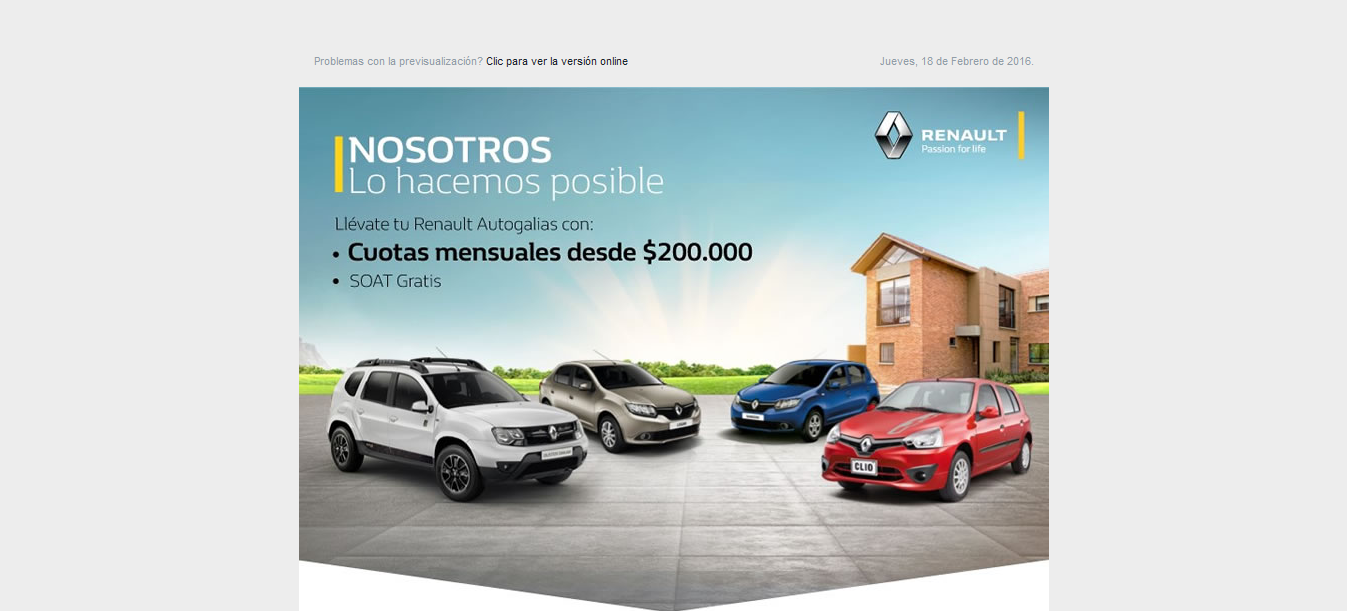 Problemas con la previsualización? Clic para ver la versión online
Jueves, 18 de Febrero de 2016.
NOSOTROS
Lo hacemos posible
RENAULT
Passion for life
Llévate tu Renault Autogalias con:
• Cuotas mensuales desde $200.000
• SOAT Gratis
CLIO